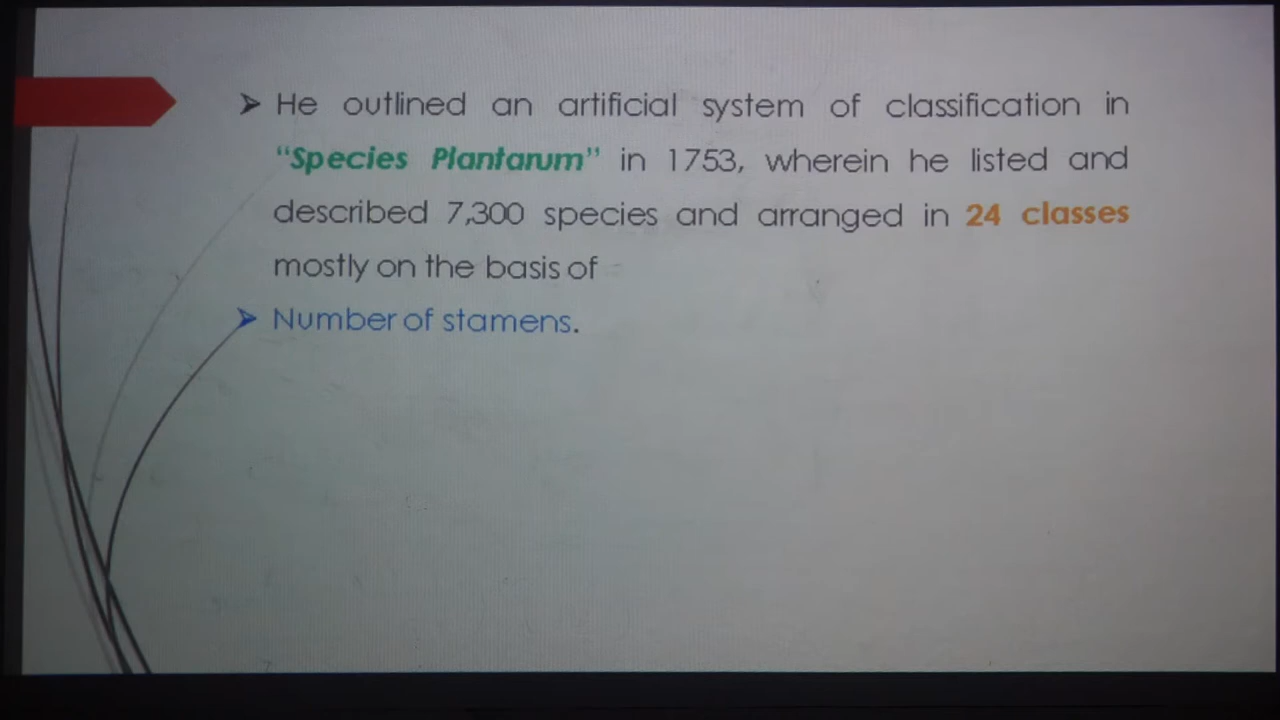 ➤ He outlined an artificial system of classification in
“Species Plantarum” in 1753, wherein he listed and
described 7,300 species and arranged in 24 classes
mostly on the basis of
➤ Number of stamens.